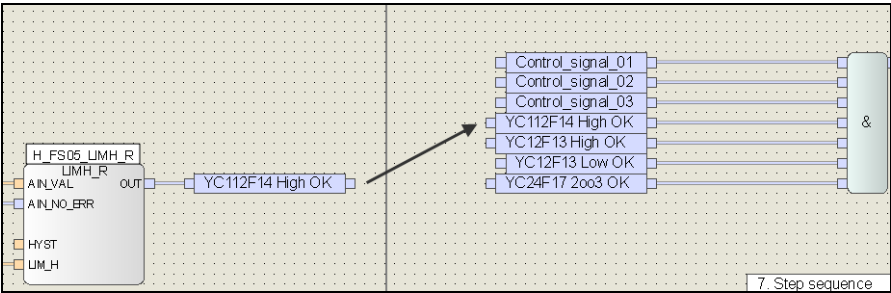 H_FS05_LIMH_R
LIMH_R
AIN_VAL OUT
AIN_NO_ERR
HYST
LIM_H
YC112F14 High OK
Control_signal_01
Control_signal_02
Control_signal_03
YC112F14 High OK
YC12F13 High OK
YC12F13 Low OK
YC24F17 2oo3 OK
&
7. Step sequence